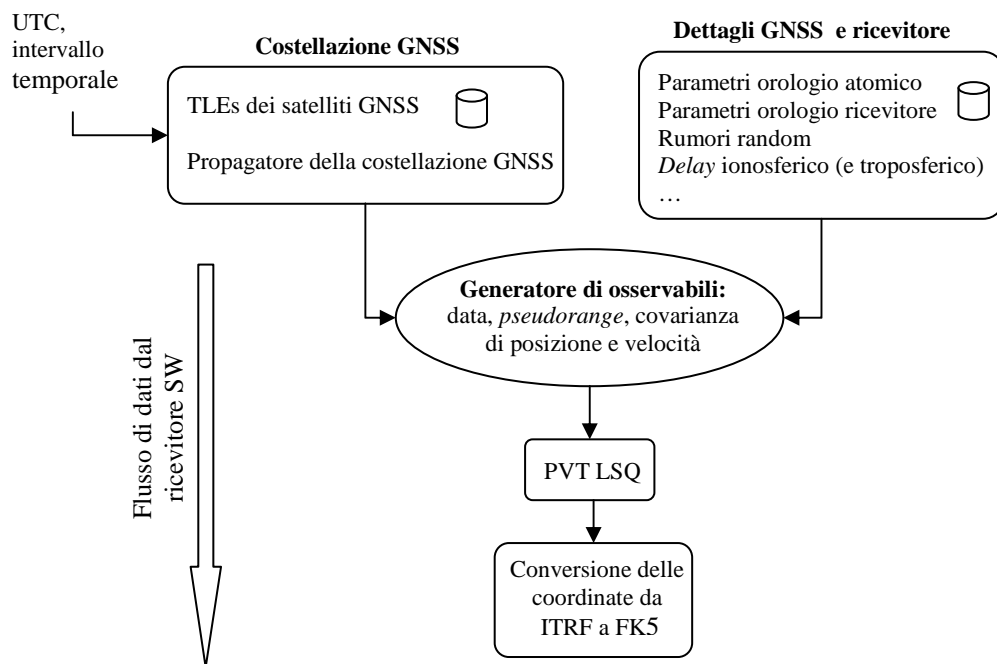 UTC,
intervallo
temporale
Costellazione GNSS
TLEs dei satelliti GNSS
Propagatore della costellazione GNSS
Dettagli GNSS e ricevitore
Parametri orologio atomico
Parametri orologio ricevitore
Rumori random
Delay ionosferico (e troposferico)
…
Generatore di osservabili:
data, pseudorange, covarianza
di posizione e velocità
Flusso di dati dal
ricevitore SW
PVT LSQ
Conversione delle
coordinate da
ITRF a FK5